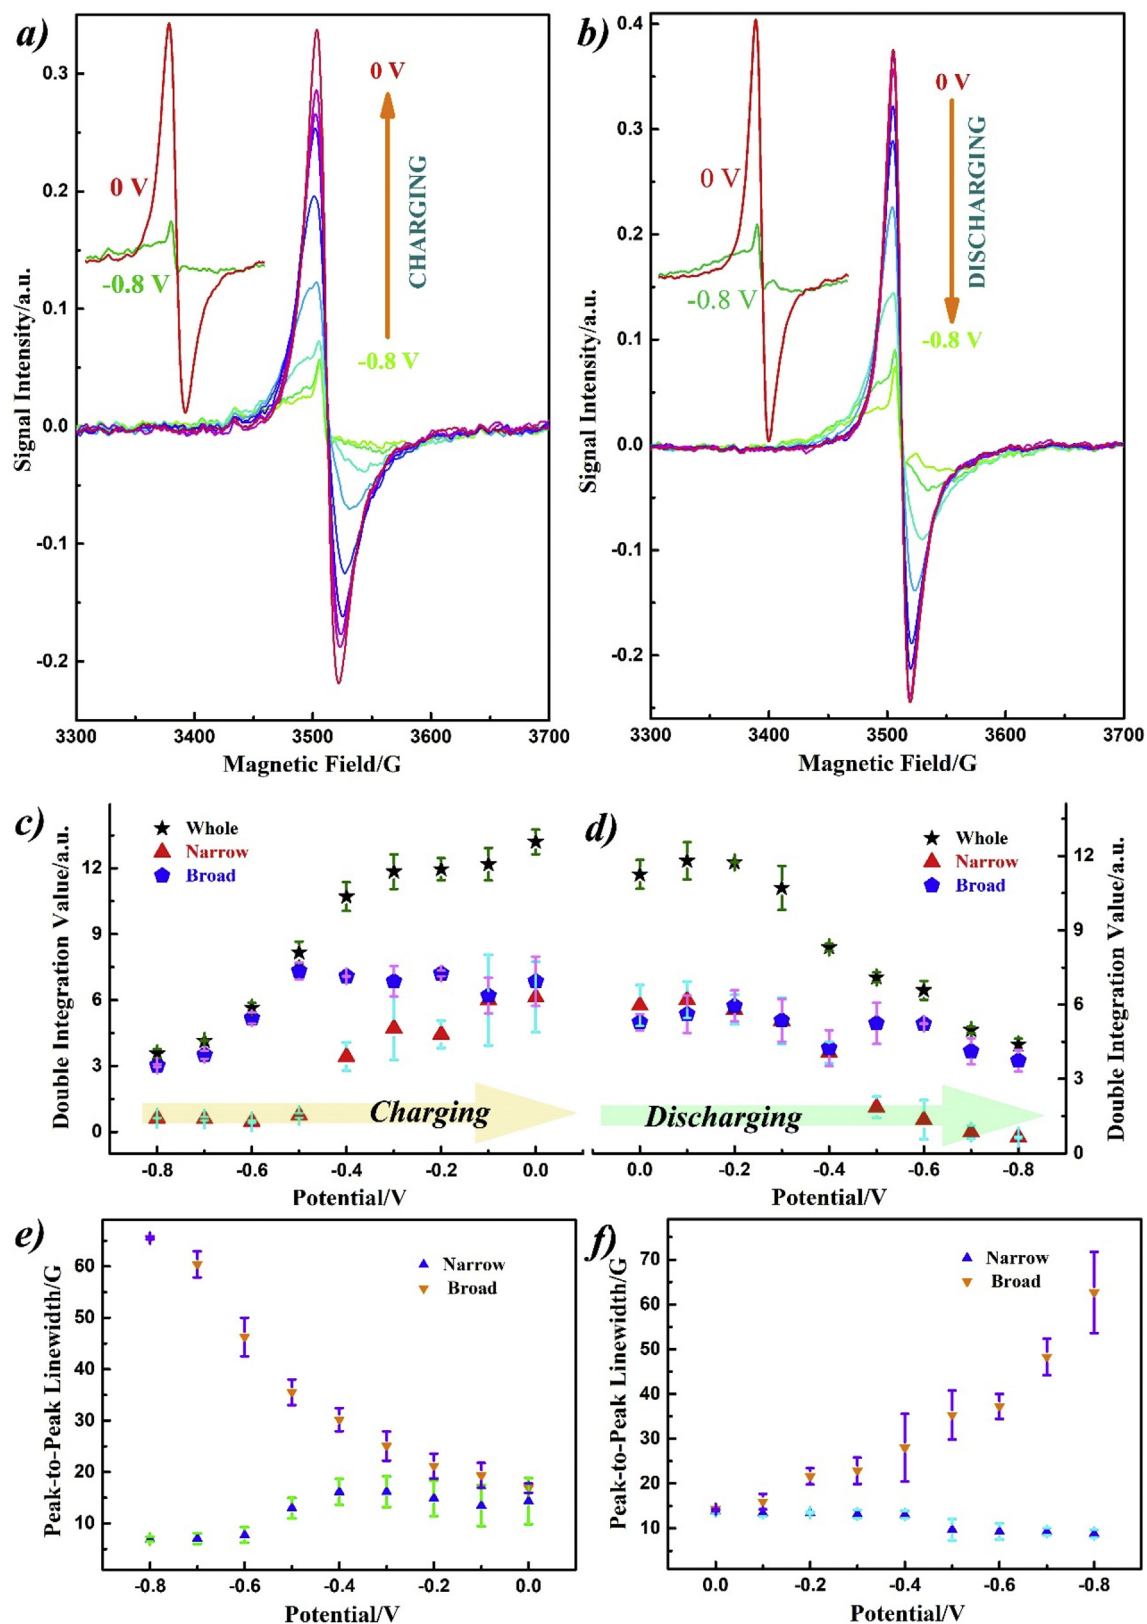 a)
0.3
0.2
0.1
0.0
-0.1
-0.2
Signal Intensity/a.u.
0 V
-0.8 V
0 V
CHARGING
-0.8 V
3300 3400 3500 3600 3700
Magnetic Field/G
b)
0.4
0.3
0.2
0.1
0.0
-0.1
-0.2
Signal Intensity/a.u.
0 V
-0.8 V
0 V
DISCHARGING
-0.8 V
3300 3400 3500 3600 3700
Magnetic Field/G
c)
Whole
Narrow
Broad
12
9
6
3
0
Double Integration Value/a.u.
Charging
-0.8 -0.6 -0.4 -0.2 0.0
Potential/V
d)
Whole
Narrow
Broad
12
9
6
3
0
Double Integration Value/a.u.
Discharging
0.0 -0.2 -0.4 -0.6 -0.8
Potential/V
e)
Narrow
Broad
60
50
40
30
20
10
Peak-to-Peak Linewidth/G
-0.8 -0.6 -0.4 -0.2 0.0
Potential/V
f)
Narrow
Broad
70
60
50
40
30
20
10
Peak-to-Peak Linewidth/G
0.0 -0.2 -0.4 -0.6 -0.8
Potential/V